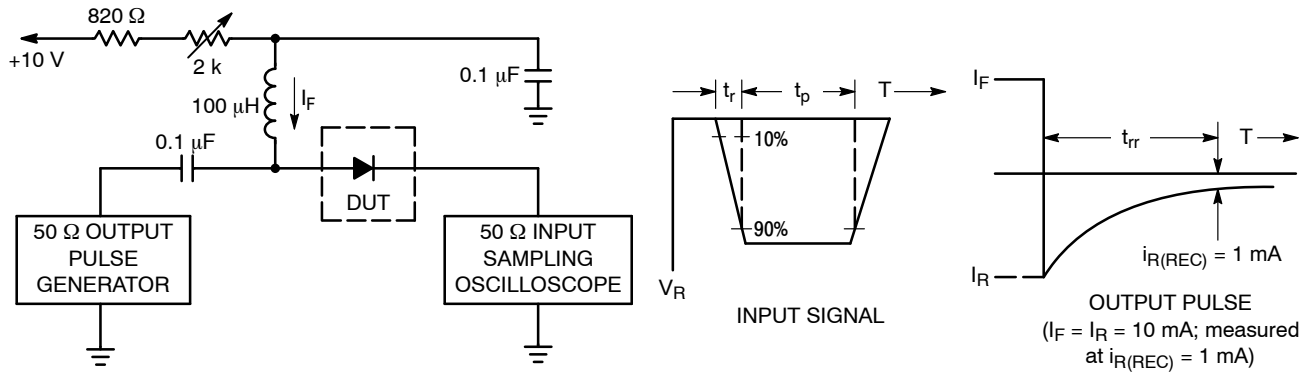 820 Ω
+10 V
2 k
100 μH
I_F
0.1 μF
0.1 μF
DUT
50 Ω OUTPUT
PULSE
GENERATOR
50 Ω INPUT
SAMPLING
OSCILLOSCOPE
t_r
t_p
T
10%
90%
V_R
INPUT SIGNAL
I_F
t_rr
T
i_R(REC) = 1 mA
I_R
OUTPUT PULSE
(I_F = I_R = 10 mA; measured
at i_R(REC) = 1 mA)